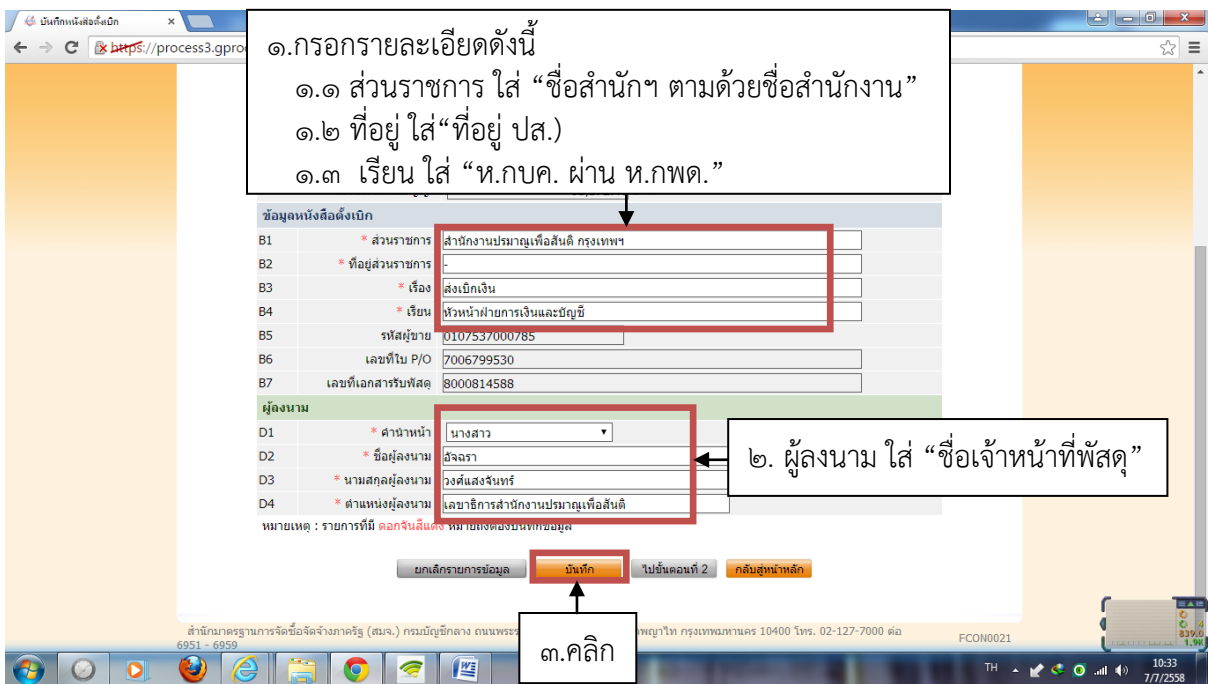 บันทึกหนังสือตั้งเบิก
https://process3.gpro
๑.กรอกรายละเอียดดังนี้
๑.๑ ส่วนราชการ ใส่ “ชื่อสำนักฯ ตามด้วยชื่อสำนักงาน”
๑.๒ ที่อยู่ ใส่“ที่อยู่ ปส.)
๑.๓ เรียน ใส่ “ห.กบค. ผ่าน ห.กพด.”
ข้อมูลหนังสือตั้งเบิก
B1 * ส่วนราชการ สำนักงานปรมาณูเพื่อสันติ กรุงเทพฯ
B2 * ที่อยู่ส่วนราชการ -
B3 * เรื่อง ส่งเบิกเงิน
B4 * เรียน หัวหน้าฝ่ายการเงินและบัญชี
B5 รหัสผู้ขาย 0107537000785
B6 เลขที่ใบ P/O 7006799530
B7 เลขที่เอกสารรับพัสดุ 8000814588
ผู้ลงนาม
D1 * คำนำหน้า นางสาว
D2 * ชื่อผู้ลงนาม อัจฉรา
D3 * นามสกุลผู้ลงนาม วงศ์แสงจันทร์
D4 * ตำแหน่งผู้ลงนาม เลขาธิการสำนักงานปรมาณูเพื่อสันติ
๒. ผู้ลงนาม ใส่ “ชื่อเจ้าหน้าที่พัสดุ”
หมายเหตุ : รายการที่มี ดอกจันสีแดง หมายถึงต้องบันทึกข้อมูล
ยกเลิกรายการข้อมูล บันทึก ไปขั้นตอนที่ 2 กลับสู่หน้าหลัก
สำนักมาตรฐานการจัดซื้อจัดจ้างภาครัฐ (สมจ.) กรมบัญชีกลาง ถนนพระร พญาไท กรุงเทพมหานคร 10400 โทร. 02-127-7000 ต่อ
6951 - 6959
FCON0021
๓.คลิก
TH
10:33
7/7/2558